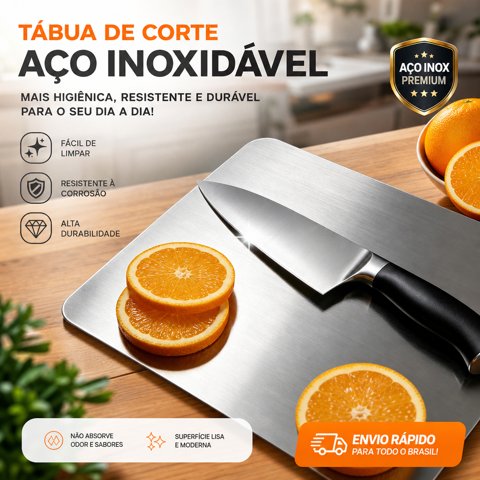 TÁBUA DE CORTE
AÇO INOXIDÁVEL
MAIS HIGIÊNICA, RESISTENTE E DURÁVEL
PARA O SEU DIA A DIA!
AÇO INOX
PREMIUM
FÁCIL DE
LIMPAR
RESISTENTE À
CORROSÃO
ALTA
DURABILIDADE
NÃO ABSORVE
ODOR E SABORES
SUPERFÍCIE LISA
E MODERNA
ENVIO RÁPIDO
PARA TODO O BRASIL!